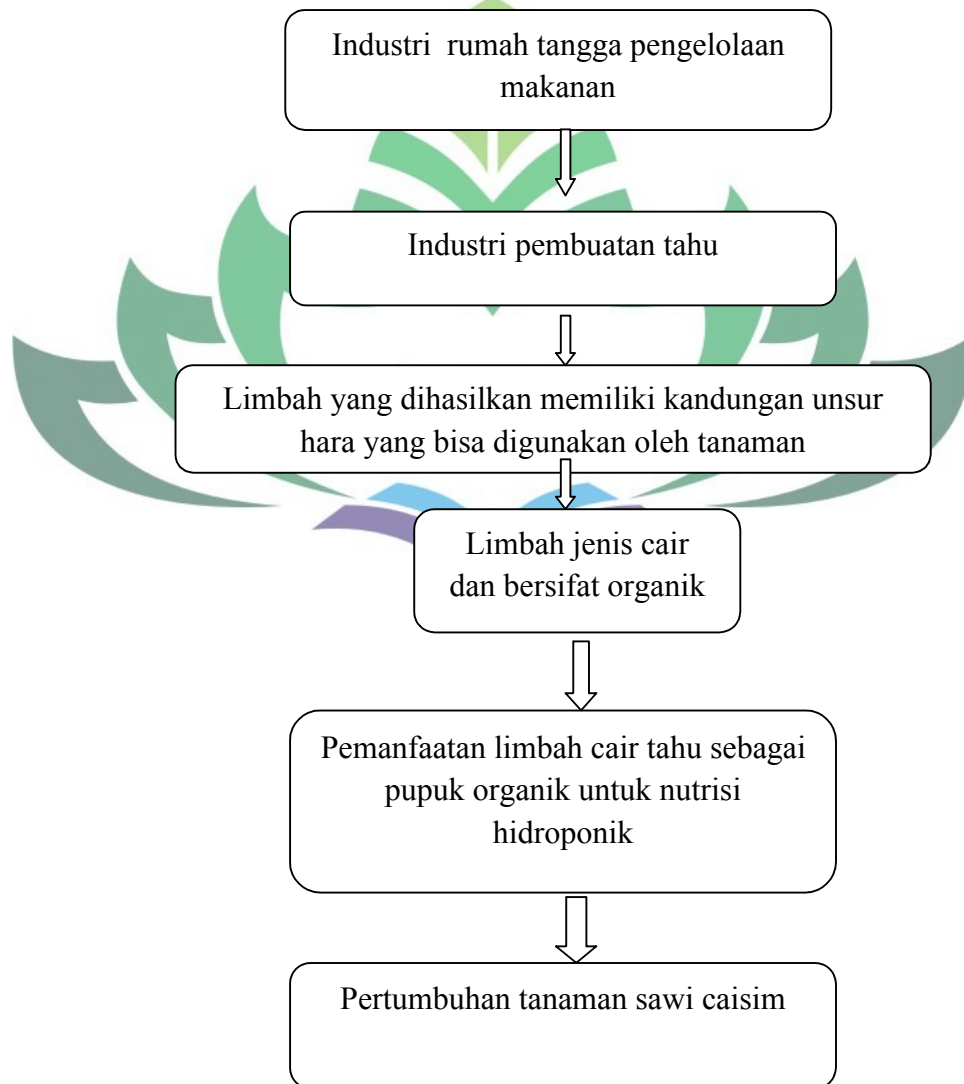 Industri rumah tangga pengelolaan
makanan
Industri pembuatan tahu
Limbah yang dihasilkan memiliki kandungan unsur
hara yang bisa digunakan oleh tanaman
Limbah jenis cair
dan bersifat organik
Pemanfaatan limbah cair tahu sebagai
pupuk organik untuk nutrisi
hidroponik
Pertumbuhan tanaman sawi caisim